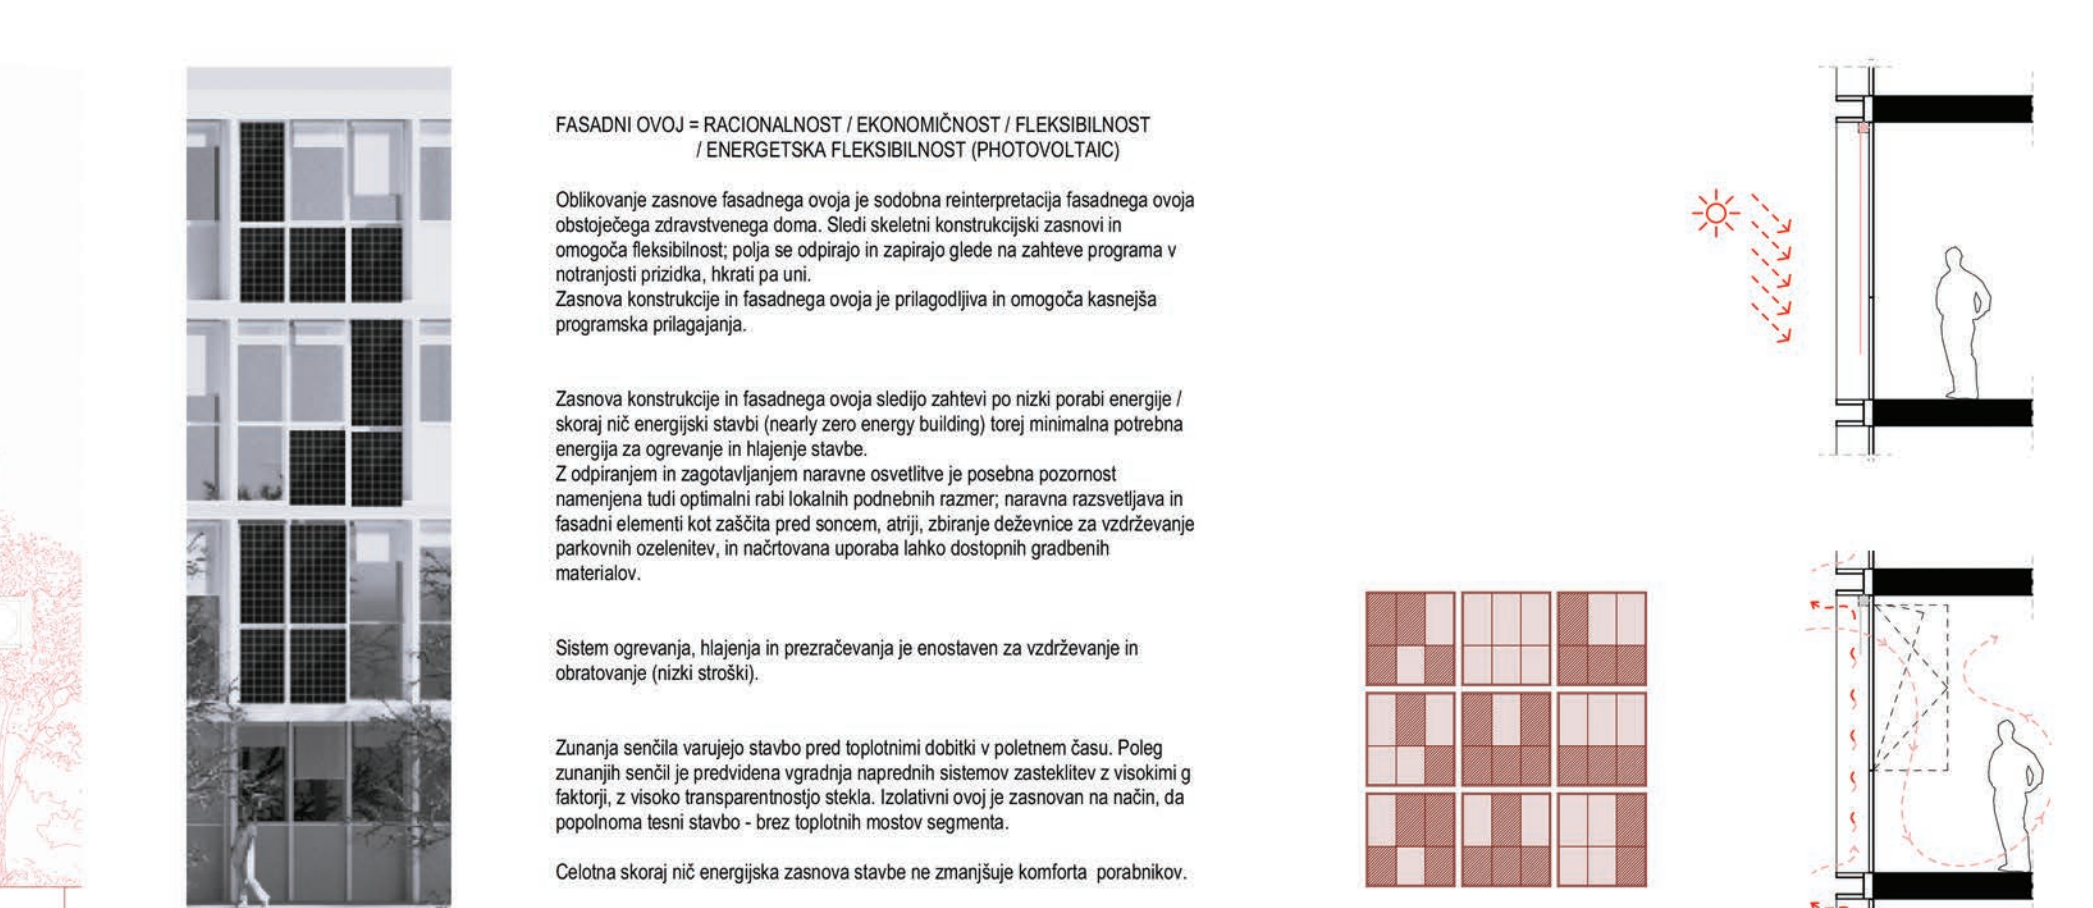 FASADNI OVOJ = RACIONALNOST / EKONOMIČNOST / FLEKSIBILNOST
/ ENERGETSKA FLEKSIBILNOST (PHOTOVOLTAIC)
Oblikovanje zasnove fasadnega ovoja je sodobna reinterpretacija fasadnega ovoja
obstoječega zdravstvenega doma. Sledi skeletni konstrukcijski zasnovi in
omogoča fleksibilnost; polja se odpirajo in zapirajo glede na zahteve programa v
notranjosti prizidka, hkrati pa uni.
Zasnova konstrukcije in fasadnega ovoja je prilagodljiva in omogoča kasnejša
programska prilagajanja.
Zasnova konstrukcije in fasadnega ovoja sledijo zahtevi po nizki porabi energije /
skoraj nič energijski stavbi (nearly zero energy building) torej minimalna potrebna
energija za ogrevanje in hlajenje stavbe.
Z odpiranjem in zagotavljanjem naravne osvetlitve je posebna pozornost
namenjena tudi optimalni rabi lokalnih podnebnih razmer; naravna razsvetljava in
fasadni elementi kot zaščita pred soncem, atriji, zbiranje deževnice za vzdrževanje
parkovnih ozelenitev, in načrtovana uporaba lahko dostopnih gradbenih
materialov.
Sistem ogrevanja, hlajenja in prezračevanja je enostaven za vzdrževanje in
obratovanje (nizki stroški).
Zunanja senčila varujejo stavbo pred toplotnimi dobitki v poletnem času. Poleg
zunanjih senčil je predvidena vgradnja naprednih sistemov zasteklitev z visokimi g
faktorji, z visoko transparentnostjo stekla. Izolativni ovoj je zasnovan na način, da
popolnoma tesni stavbo - brez toplotnih mostov segmenta.
Celotna skoraj nič energijska zasnova stavbe ne zmanjšuje komforta porabnikov.